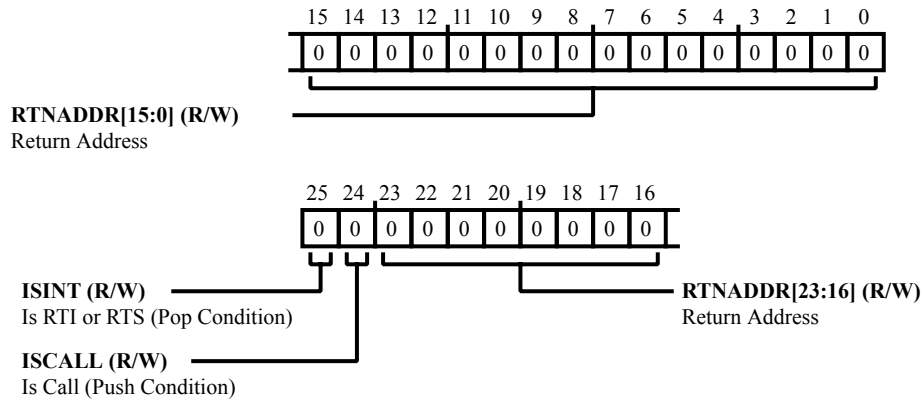 15 14 13 12 11 10 9 8 7 6 5 4 3 2 1 0
0 0 0 0 0 0 0 0 0 0 0 0 0 0 0 0
RTNADDR[15:0] (R/W)
Return Address
25 24 23 22 21 20 19 18 17 16
0 0 0 0 0 0 0 0 0 0
ISINT (R/W)
Is RTI or RTS (Pop Condition)
RTNADDR[23:16] (R/W)
Return Address
ISCALL (R/W)
Is Call (Push Condition)